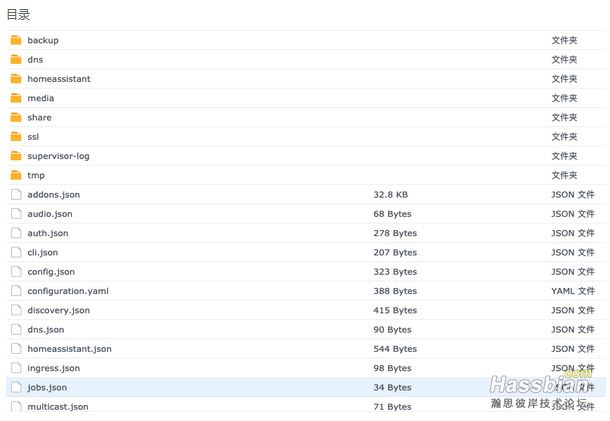 目录
backup 文件夹
dns 文件夹
homeassistant 文件夹
media 文件夹
share 文件夹
ssl 文件夹
supervisor-log 文件夹
tmp 文件夹
addons.json 32.8 KB JSON 文件
audio.json 68 Bytes JSON 文件
auth.json 278 Bytes JSON 文件
cli.json 207 Bytes JSON 文件
config.json 323 Bytes JSON 文件
configuration.yaml 388 Bytes YAML 文件
discovery.json 415 Bytes JSON 文件
dns.json 90 Bytes JSON 文件
homeassistant.json 544 Bytes JSON 文件
ingress.json 98 Bytes JSON 文件
jobs.json 34 Bytes JSON 文件
multicast.json 71 Bytes JSON 文件
Hassbian.com
瀚思彼岸技术论坛